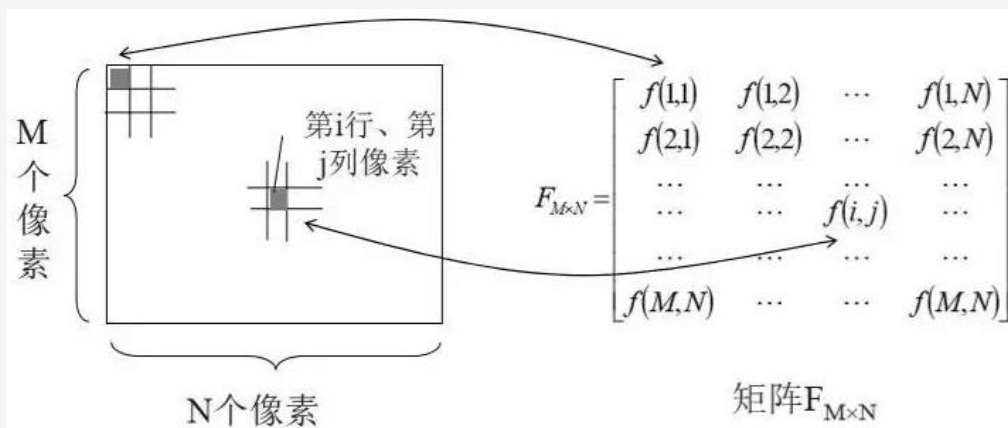 M
个
像
素
第i行、第
j列像素
N个像素
F_{M×N} =
f(1,1) f(1,2) ⋯ f(1,N)
f(2,1) f(2,2) ⋯ f(2,N)
⋯ ⋯ ⋯ ⋯
⋯ ⋯ f(i,j) ⋯
⋯ ⋯ ⋯ ⋯
f(M,N) ⋯ ⋯ f(M,N)
矩阵F_{M×N}